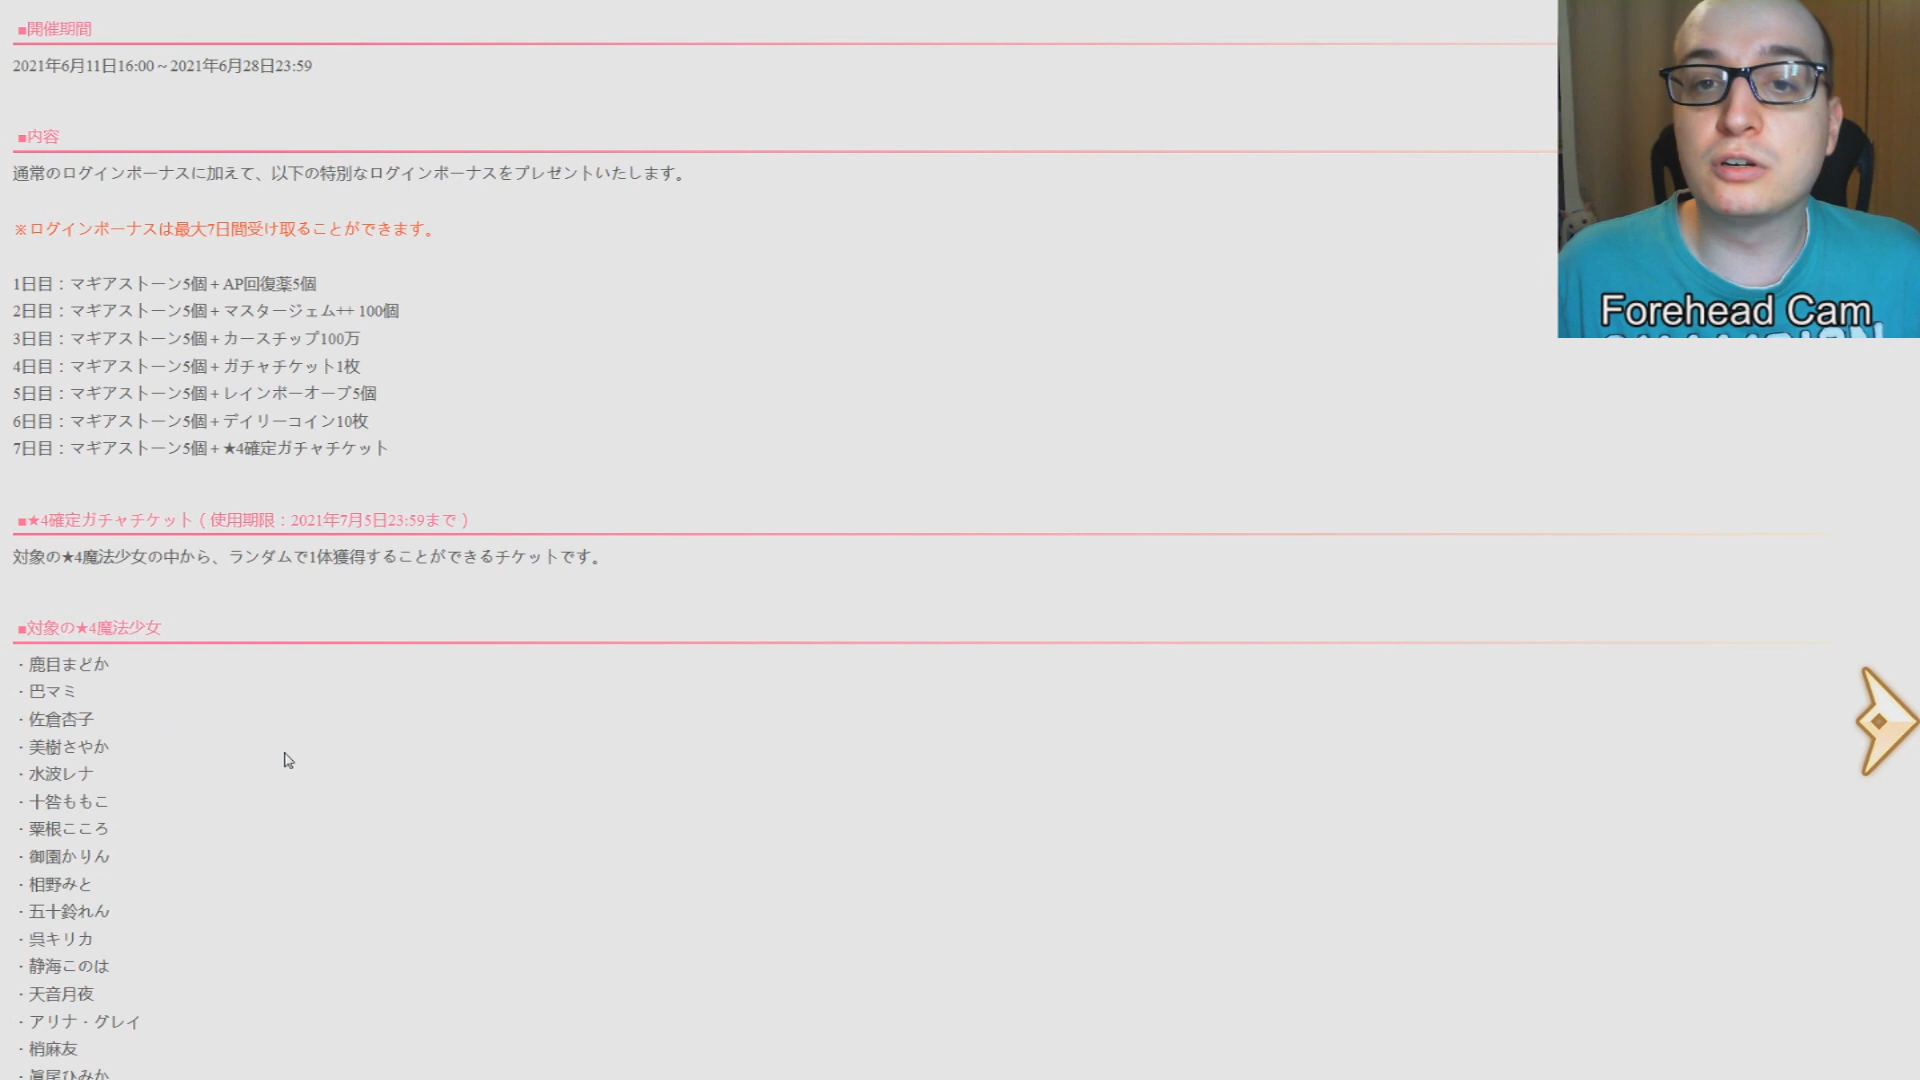 ■開催期間
2021年6月11日16:00～2021年6月28日23:59
■内容
通常のログインボーナスに加えて、以下の特別なログインボーナスをプレゼントいたします。
※ログインボーナスは最大7日間受け取ることができます。
1日目：マギアストーン5個＋AP回復薬5個
2日目：マギアストーン5個＋マスタージェム++ 100個
3日目：マギアストーン5個＋カースチップ100万
4日目：マギアストーン5個＋ガチャチケット1枚
5日目：マギアストーン5個＋レインボーオーブ5個
6日目：マギアストーン5個＋デイリーコイン10枚
7日目：マギアストーン5個＋★4確定ガチャチケット
■★4確定ガチャチケット（使用期限：2021年7月5日23:59まで）
対象の★4魔法少女の中から、ランダムで1体獲得することができるチケットです。
■対象の★4魔法少女
・鹿目まどか
・巴マミ
・佐倉杏子
・美樹さやか
・水波レナ
・十咎ももこ
・粟根こころ
・御園かりん
・相野みと
・五十鈴れん
・呉キリカ
・静海このは
・天音月夜
・アリナ・グレイ
・梢麻友
・眞尾ひみか
Forehead Cam